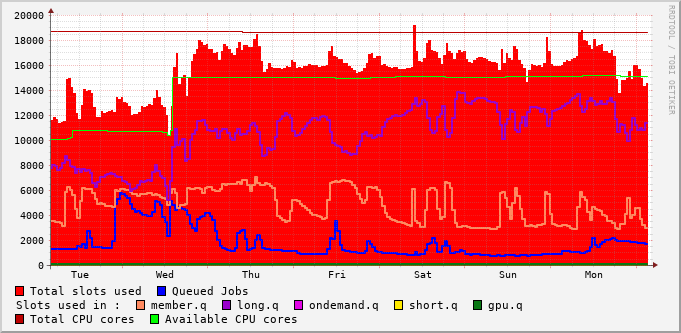 20000
18000
16000
14000
12000
10000
8000
6000
4000
2000
0
Tue Wed Thu Fri Sat Sun Mon
RRDTOOL / TOBI OETIKER
Total slots used Queued Jobs
Slots used in : member.q long.q ondemand.q short.q gpu.q
Total CPU cores Available CPU cores